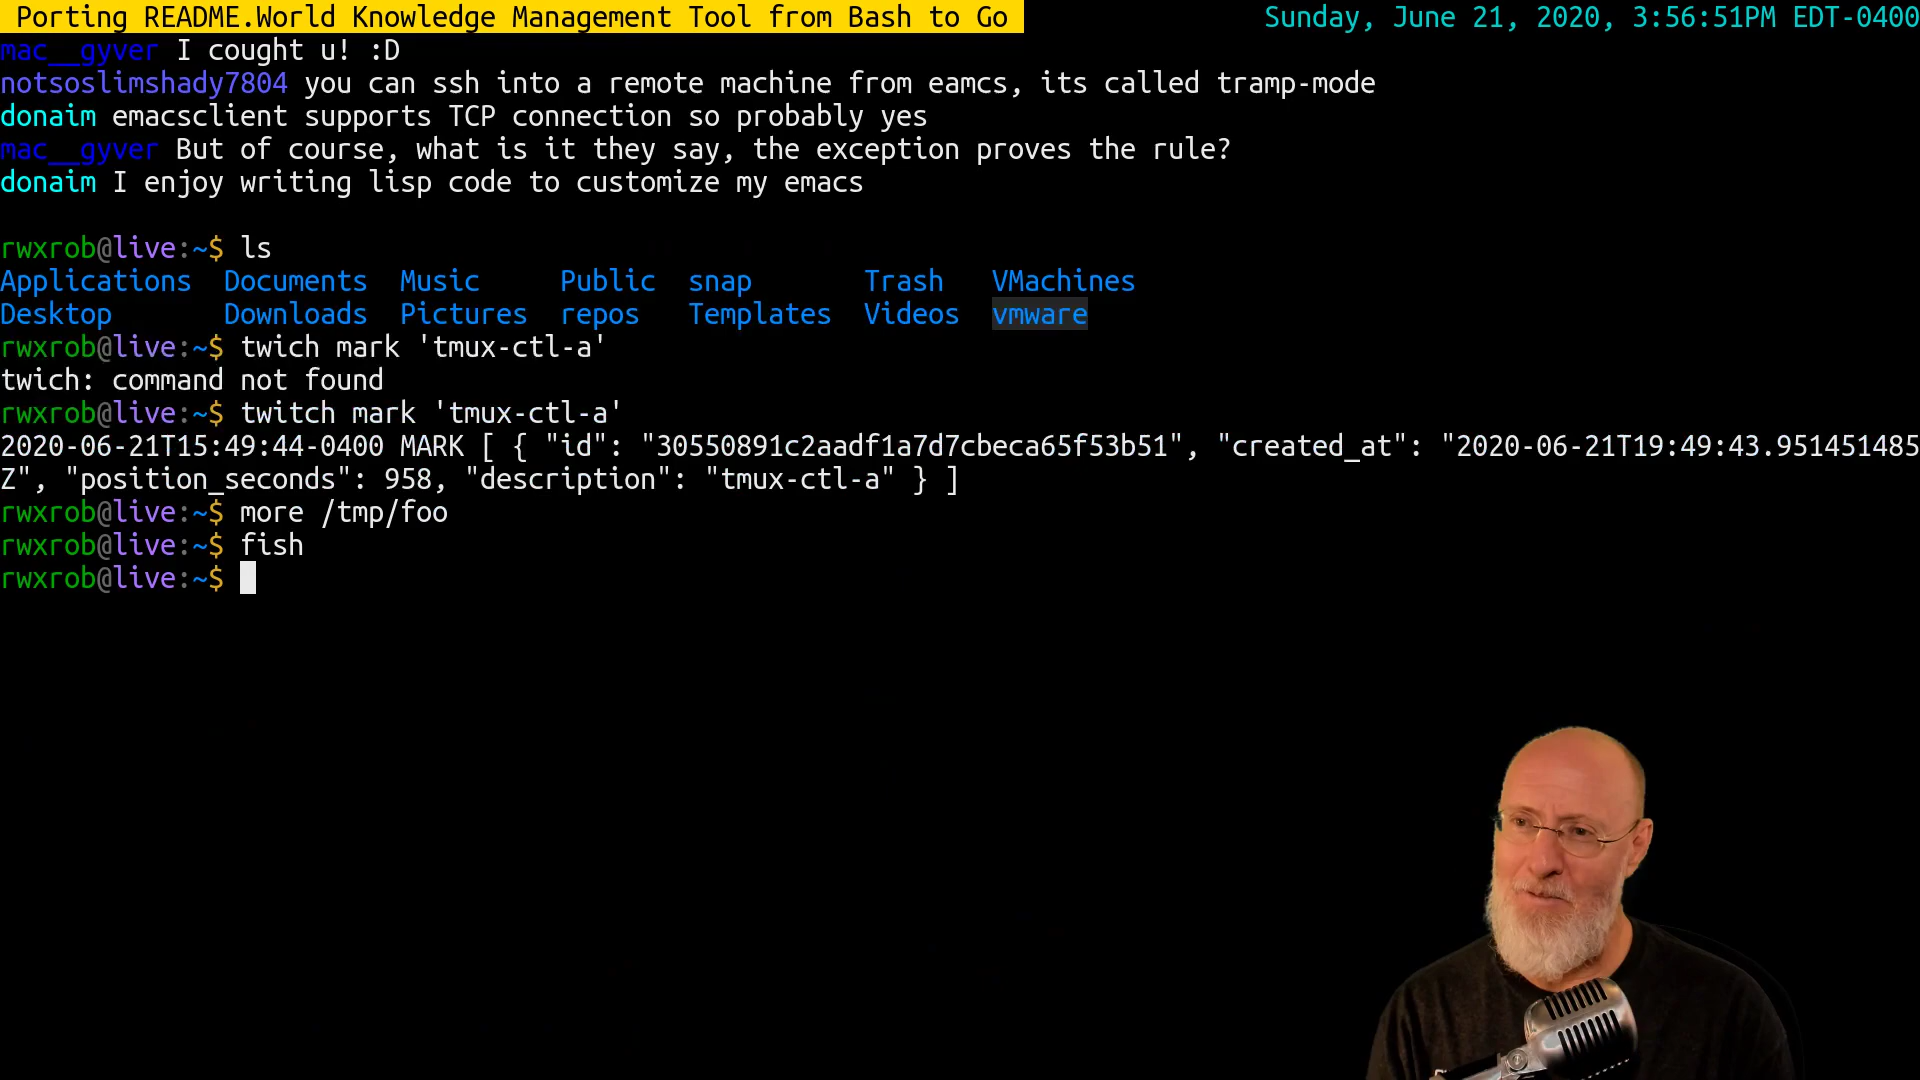 Porting README.World Knowledge Management Tool from Bash to Go Sunday, June 21, 2020, 3:56:51PM EDT-0400
mac__gyver I cought u! :D
notsoslimshady7804 you can ssh into a remote machine from eamcs, its called tramp-mode
donaim emacsclient supports TCP connection so probably yes
mac__gyver But of course, what is it they say, the exception proves the rule?
donaim I enjoy writing lisp code to customize my emacs
rwxrob@live:~$ ls
Applications Documents Music Public snap Trash VMachines
Desktop Downloads Pictures repos Templates Videos vmware
rwxrob@live:~$ twich mark 'tmux-ctl-a'
twich: command not found
rwxrob@live:~$ twitch mark 'tmux-ctl-a'
2020-06-21T15:49:44-0400 MARK [ { "id": "30550891c2aadf1a7d7cbeca65f53b51", "created_at": "2020-06-21T19:49:43.951451485
Z", "position_seconds": 958, "description": "tmux-ctl-a" } ]
rwxrob@live:~$ more /tmp/foo
rwxrob@live:~$ fish
rwxrob@live:~$